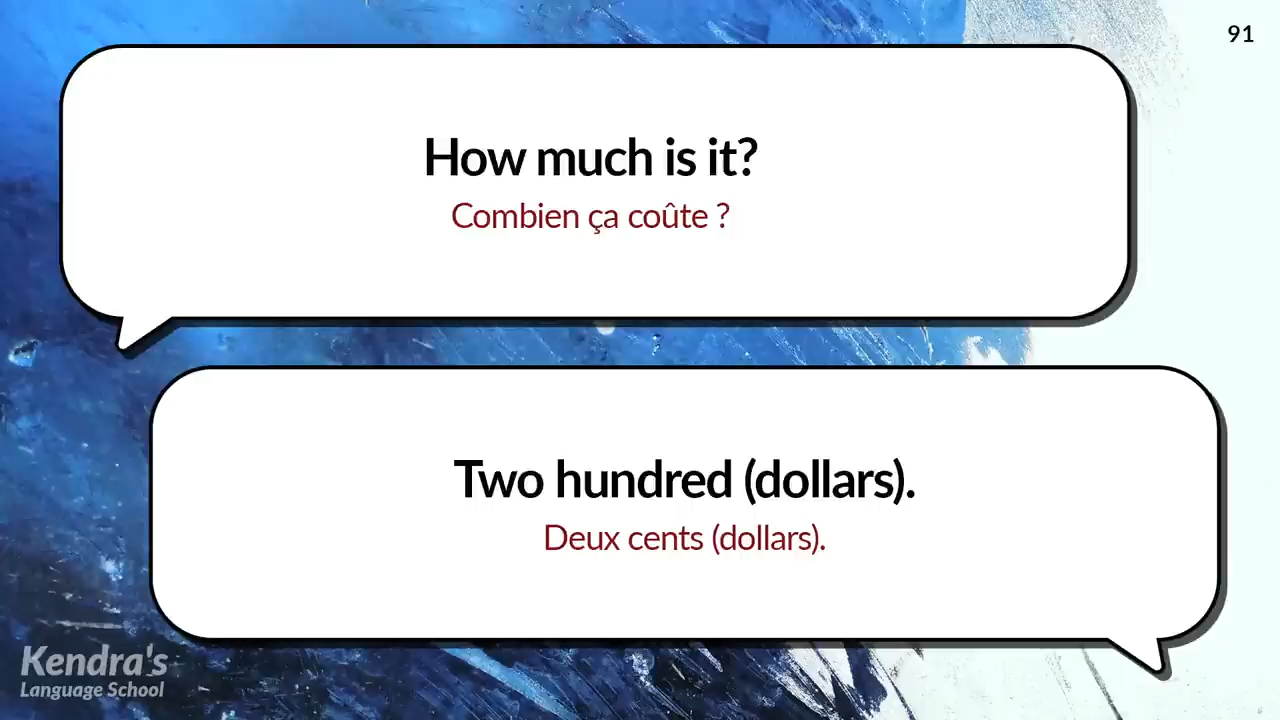 91
How much is it?
Combien ça coûte ?
Two hundred (dollars).
Deux cents (dollars).
Kendra's
Language School